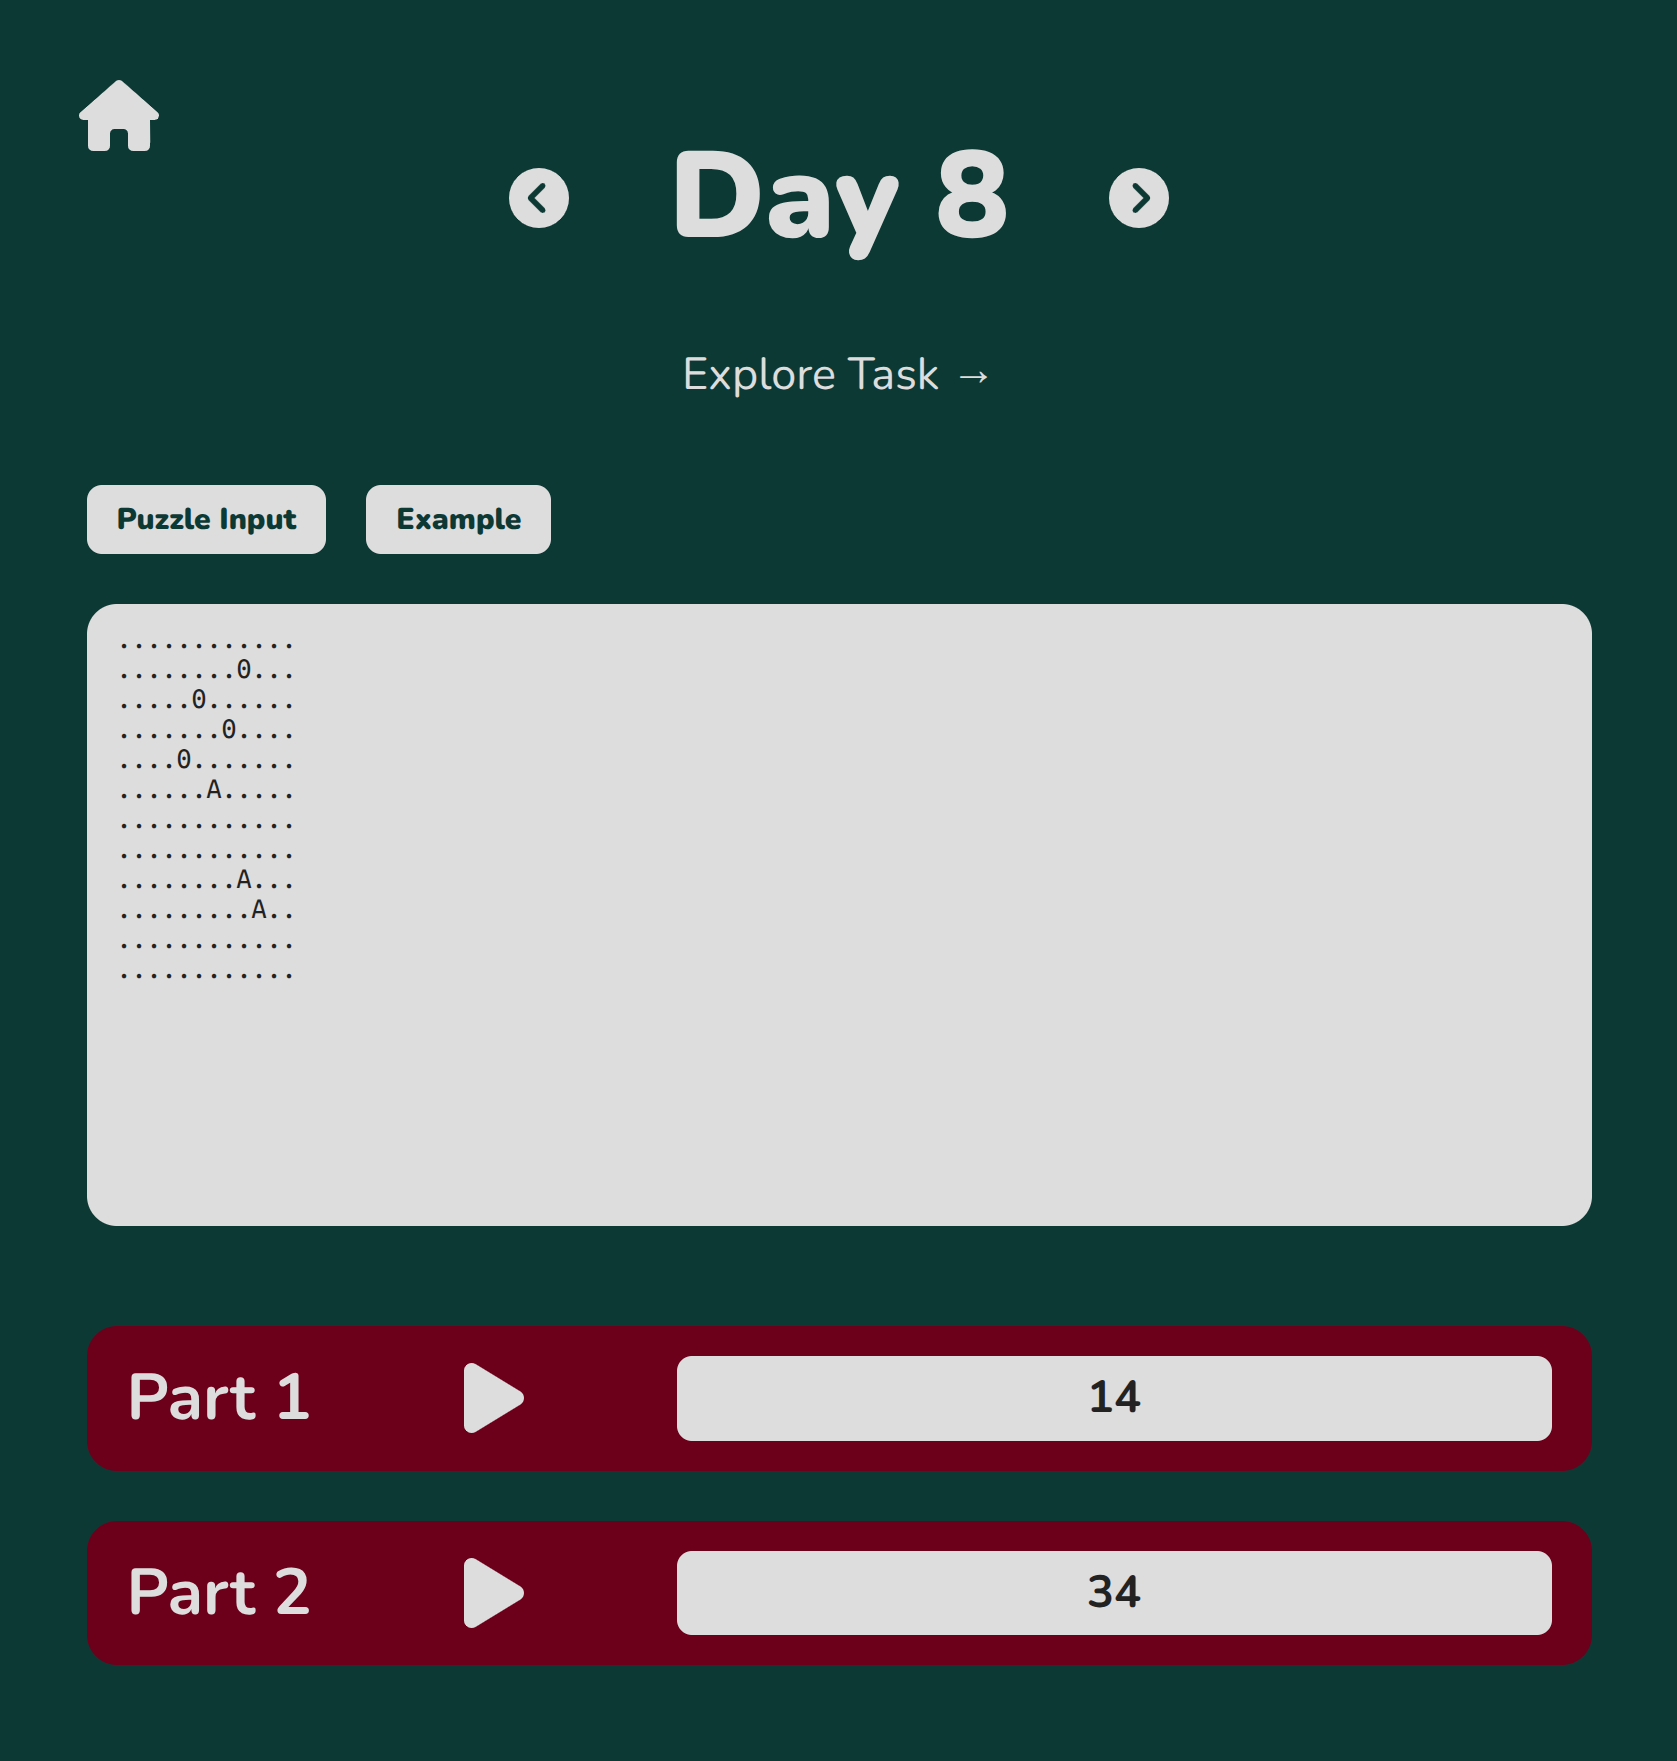 Day 8
Explore Task →
Puzzle Input
Example
............
........0...
.....0......
.......0....
....0.......
......A.....
............
............
........A...
.........A..
............
............
Part 1
14
Part 2
34